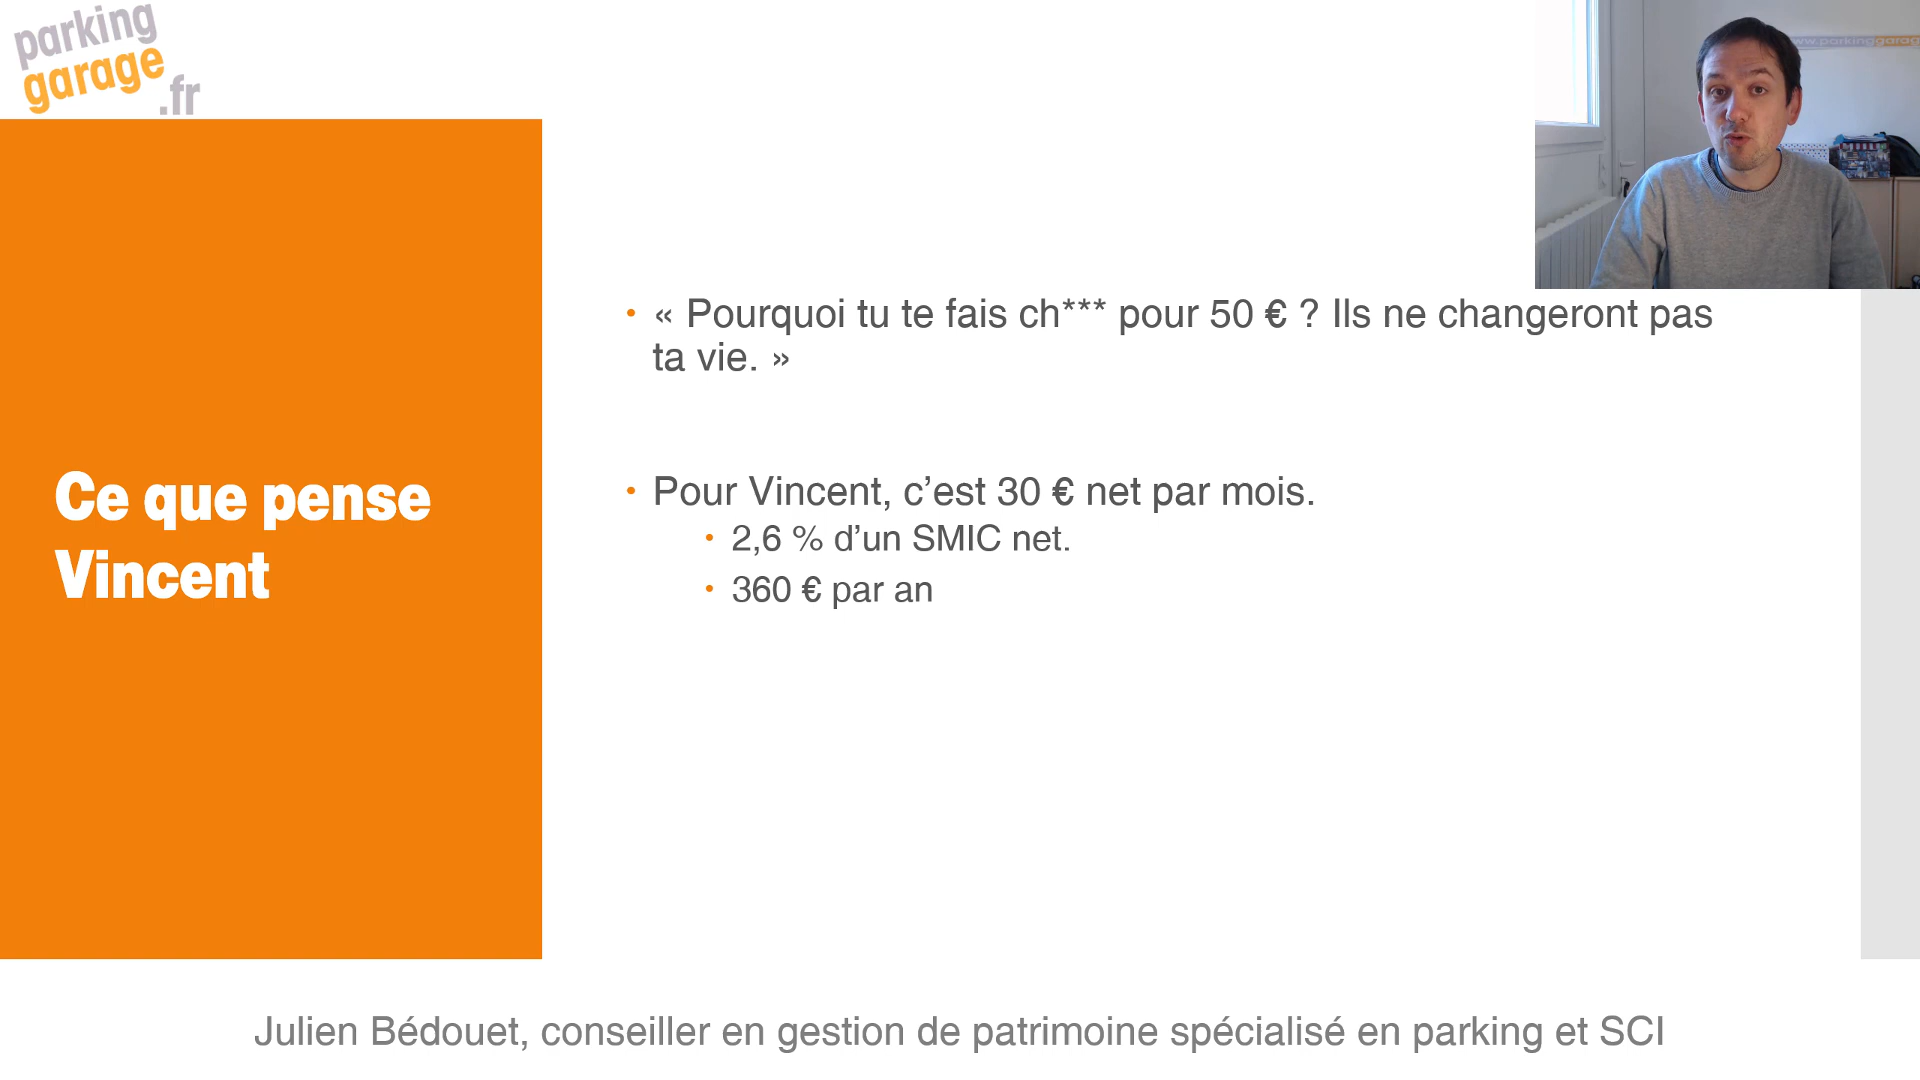 parking
garage
.fr
www.parkinggarag
« Pourquoi tu te fais ch*** pour 50 € ? Ils ne changeront pas
ta vie. »
Ce que pense
Vincent
Pour Vincent, c’est 30 € net par mois.
2,6 % d’un SMIC net.
360 € par an
Julien Bédouet, conseiller en gestion de patrimoine spécialisé en parking et SCI